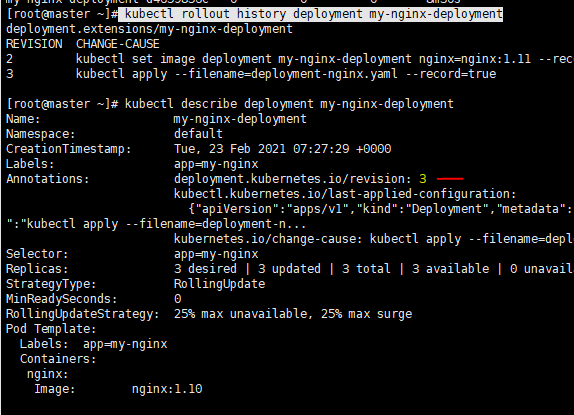 [root@master ~]# kubectl rollout history deployment my-nginx-deployment
deployment.extensions/my-nginx-deployment
REVISION  CHANGE-CAUSE
2         kubectl set image deployment my-nginx-deployment nginx=nginx:1.11 --reco
3         kubectl apply --filename=deployment-nginx.yaml --record=true
[root@master ~]# kubectl describe deployment my-nginx-deployment
Name:                   my-nginx-deployment
Namespace:              default
CreationTimestamp:      Tue, 23 Feb 2021 07:27:29 +0000
Labels:                 app=my-nginx
Annotations:            deployment.kubernetes.io/revision: 3
                        kubectl.kubernetes.io/last-applied-configuration:
                          {"apiVersion":"apps/v1","kind":"Deployment","metadata":
":"kubectl apply --filename=deployment-n...
                        kubernetes.io/change-cause: kubectl apply --filename=depl
Selector:               app=my-nginx
Replicas:               3 desired | 3 updated | 3 total | 3 available | 0 unavail
StrategyType:           RollingUpdate
MinReadySeconds:        0
RollingUpdateStrategy:  25% max unavailable, 25% max surge
Pod Template:
  Labels:  app=my-nginx
  Containers:
   nginx:
    Image:        nginx:1.10